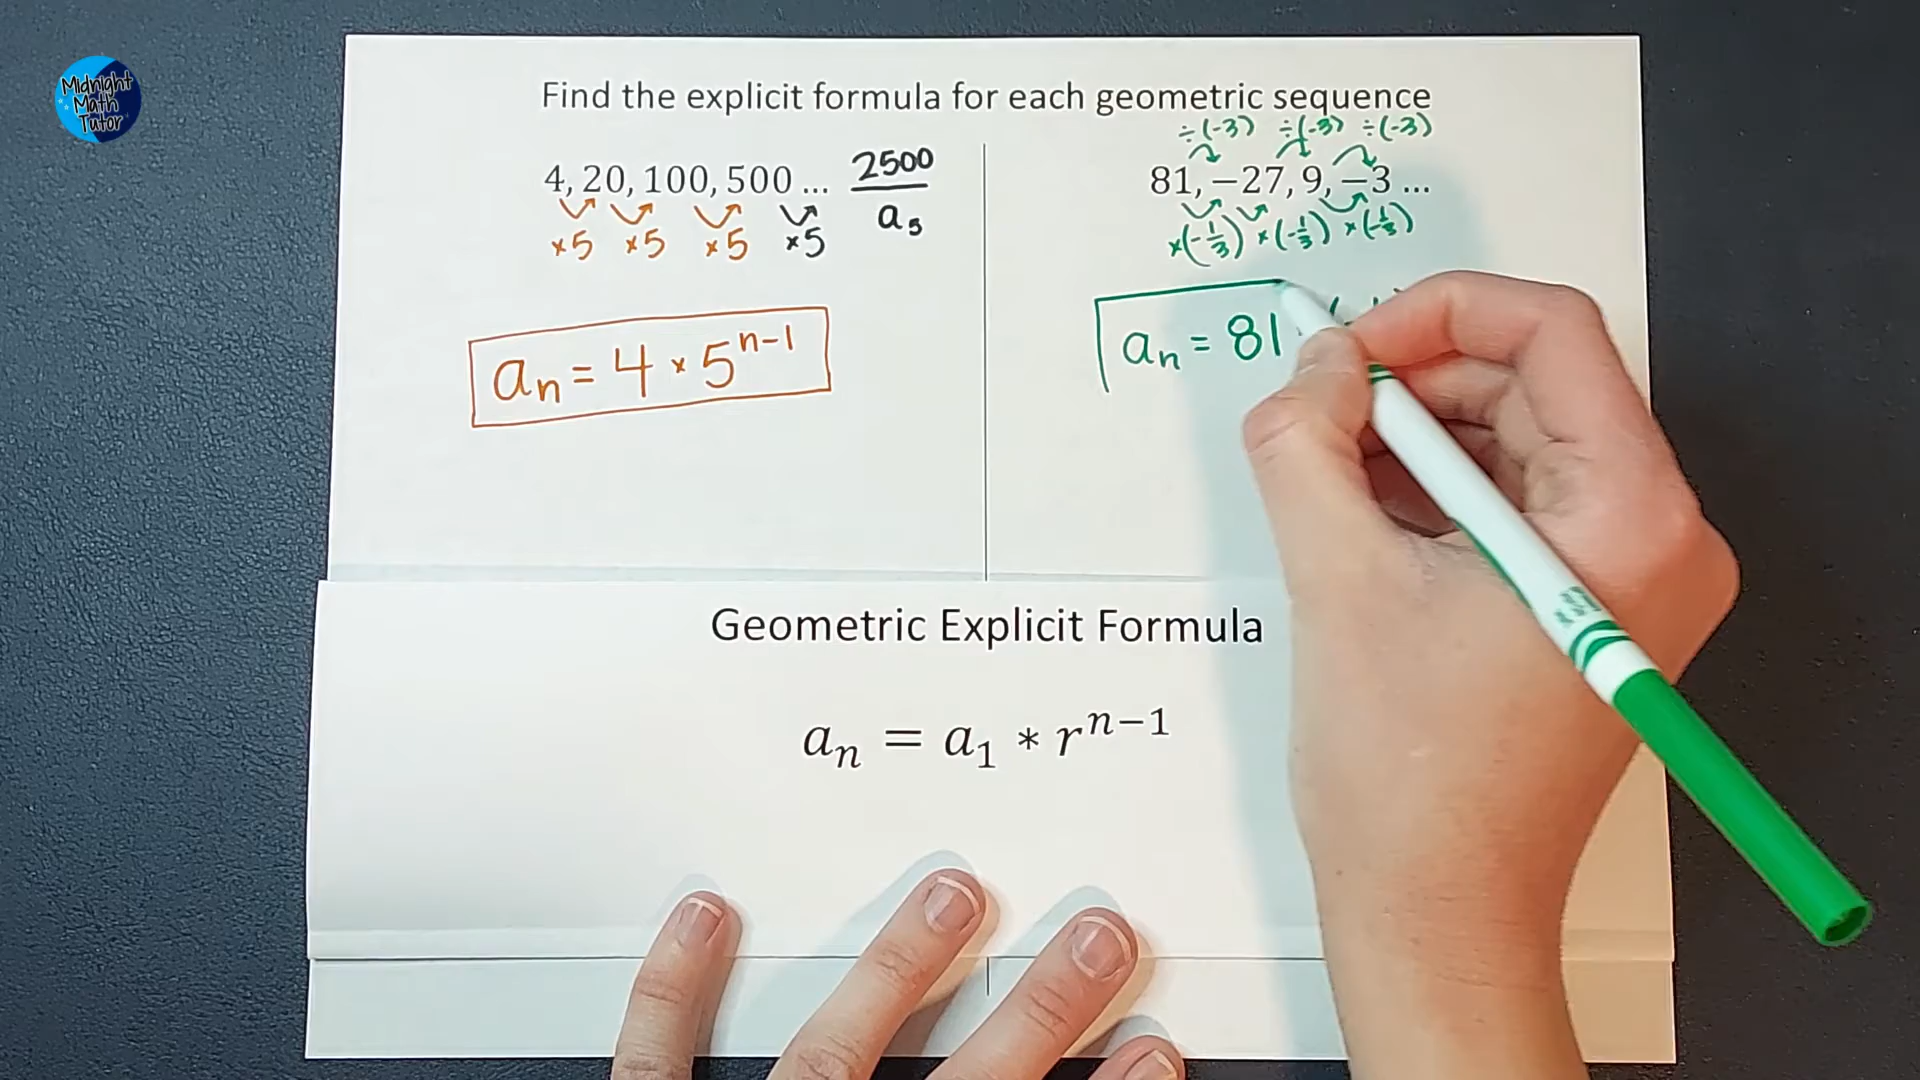 Midnight
Math
Tutor
Find the explicit formula for each geometric sequence
4, 20, 100, 500 ... 2500
a₅
×5 ×5 ×5 ×5
aₙ = 4 × 5ⁿ⁻¹
÷(-3) ÷(-3) ÷(-3)
81, −27, 9, −3 ...
×(-1/3) ×(-1/3) ×(-1/3)
aₙ = 81
Geometric Explicit Formula
aₙ = a₁ * rⁿ⁻¹